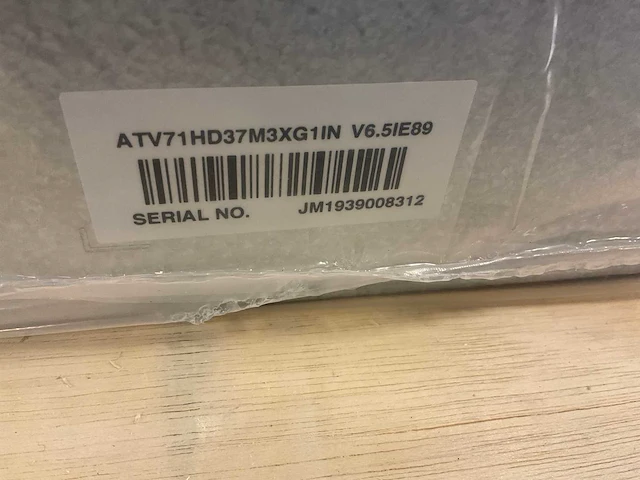 ATV71HD37M3XG1IN V6.5IE89
SERIAL NO. JM1939008312